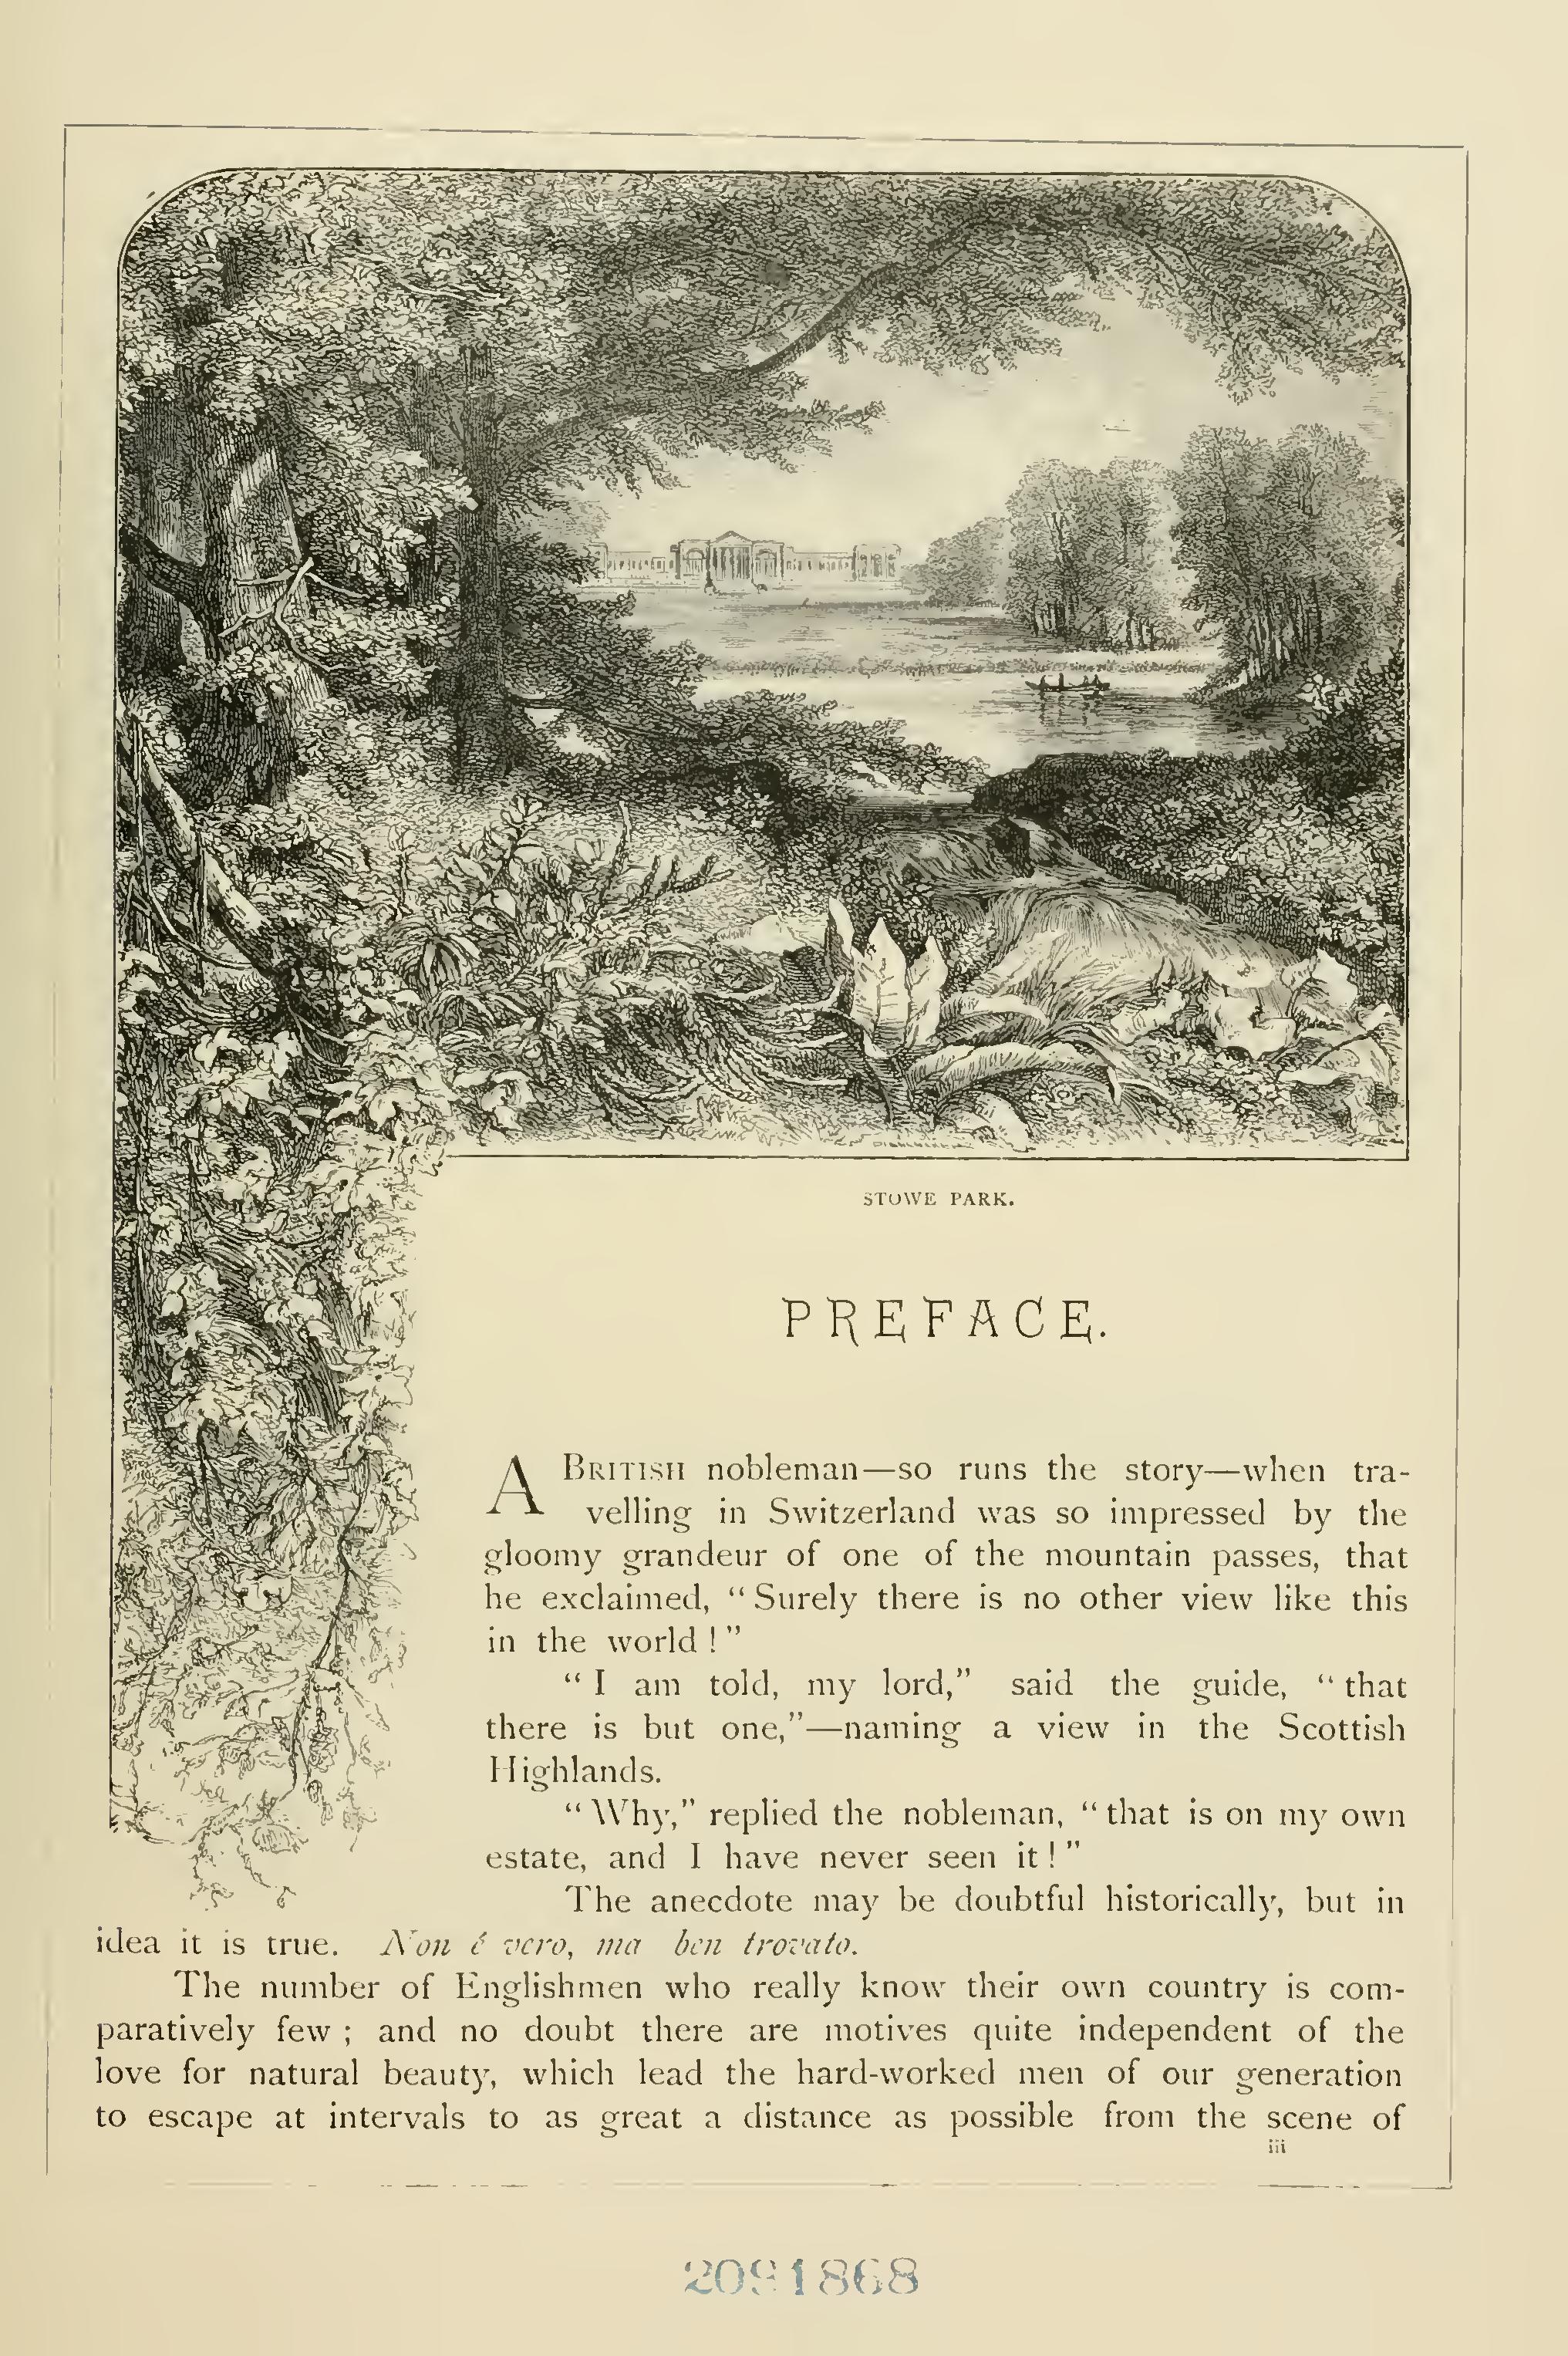 STOWE PARK.
PREFACE.
A BRITISH nobleman—so runs the story—when tra-
velling in Switzerland was so impressed by the
gloomy grandeur of one of the mountain passes, that
he exclaimed, “ Surely there is no other view like this
in the world ! ”
“ I am told, my lord,” said the guide, “ that
there is but one,”—naming a view in the Scottish
Highlands.
“ Why,” replied the nobleman, “ that is on my own
estate, and I have never seen it ! ”
The anecdote may be doubtful historically, but in
idea it is true. Non é vero, ma ben trovato.
The number of Englishmen who really know their own country is com-
paratively few ; and no doubt there are motives quite independent of the
love for natural beauty, which lead the hard-worked men of our generation
to escape at intervals to as great a distance as possible from the scene of
iii
2091868